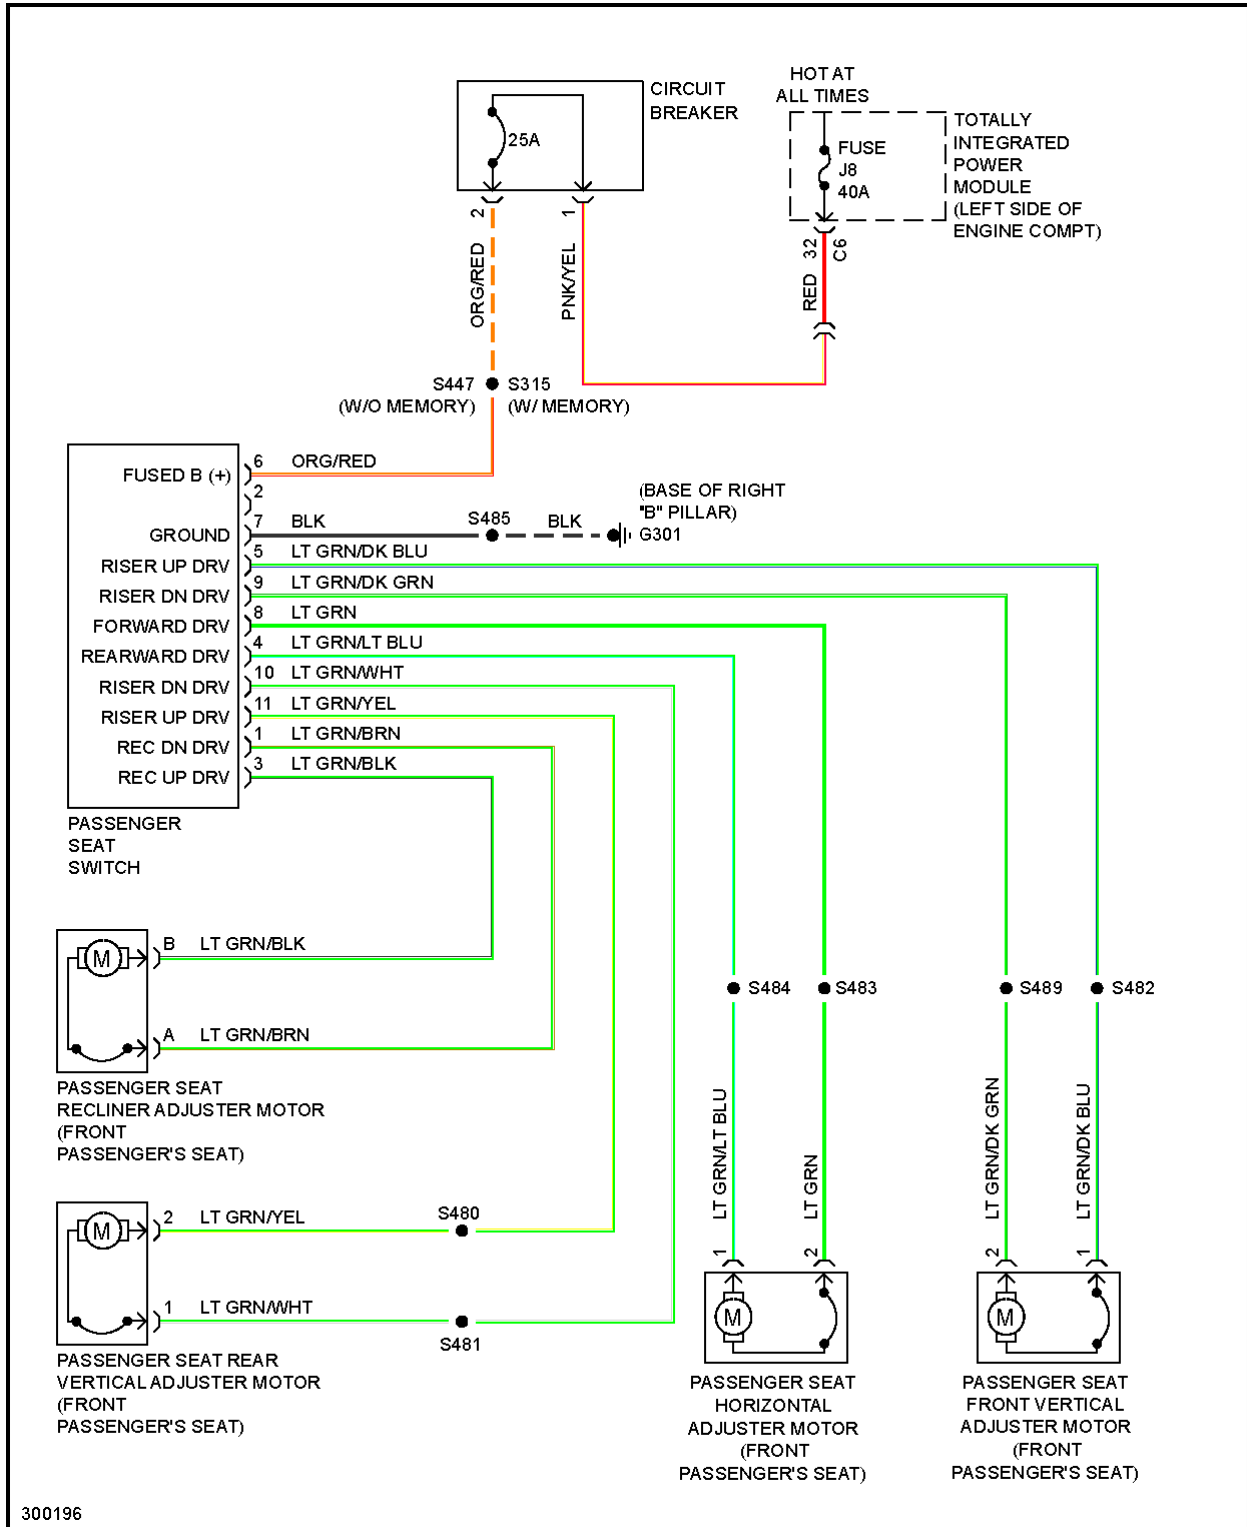 HOT AT
ALL TIMES
CIRCUIT
BREAKER
25A
TOTALLY
INTEGRATED
POWER
MODULE
(LEFT SIDE OF
ENGINE COMPT)
FUSE
J8
40A
2
1
32
C6
ORG/RED
PNK/YEL
RED
S447
S315
(W/O MEMORY)
(W/ MEMORY)
FUSED B (+)
6
ORG/RED
2
(BASE OF RIGHT
"B" PILLAR)
G301
GROUND
7
BLK
S485
BLK
RISER UP DRV
5
LT GRN/DK BLU
RISER DN DRV
9
LT GRN/DK GRN
FORWARD DRV
8
LT GRN
REARWARD DRV
4
LT GRN/LT BLU
RISER DN DRV
10
LT GRN/WHT
RISER UP DRV
11
LT GRN/YEL
REC DN DRV
1
LT GRN/BRN
REC UP DRV
3
LT GRN/BLK
PASSENGER
SEAT
SWITCH
M
B
LT GRN/BLK
A
LT GRN/BRN
PASSENGER SEAT
RECLINER ADJUSTER MOTOR
(FRONT
PASSENGER'S SEAT)
S484
S483
S489
S482
LT GRN/LT BLU
LT GRN
LT GRN/DK GRN
LT GRN/DK BLU
M
2
LT GRN/YEL
S480
1
LT GRN/WHT
S481
PASSENGER SEAT REAR
VERTICAL ADJUSTER MOTOR
(FRONT
PASSENGER'S SEAT)
1
2
M
PASSENGER SEAT
HORIZONTAL
ADJUSTER MOTOR
(FRONT
PASSENGER'S SEAT)
2
1
M
PASSENGER SEAT
FRONT VERTICAL
ADJUSTER MOTOR
(FRONT
PASSENGER'S SEAT)
300196